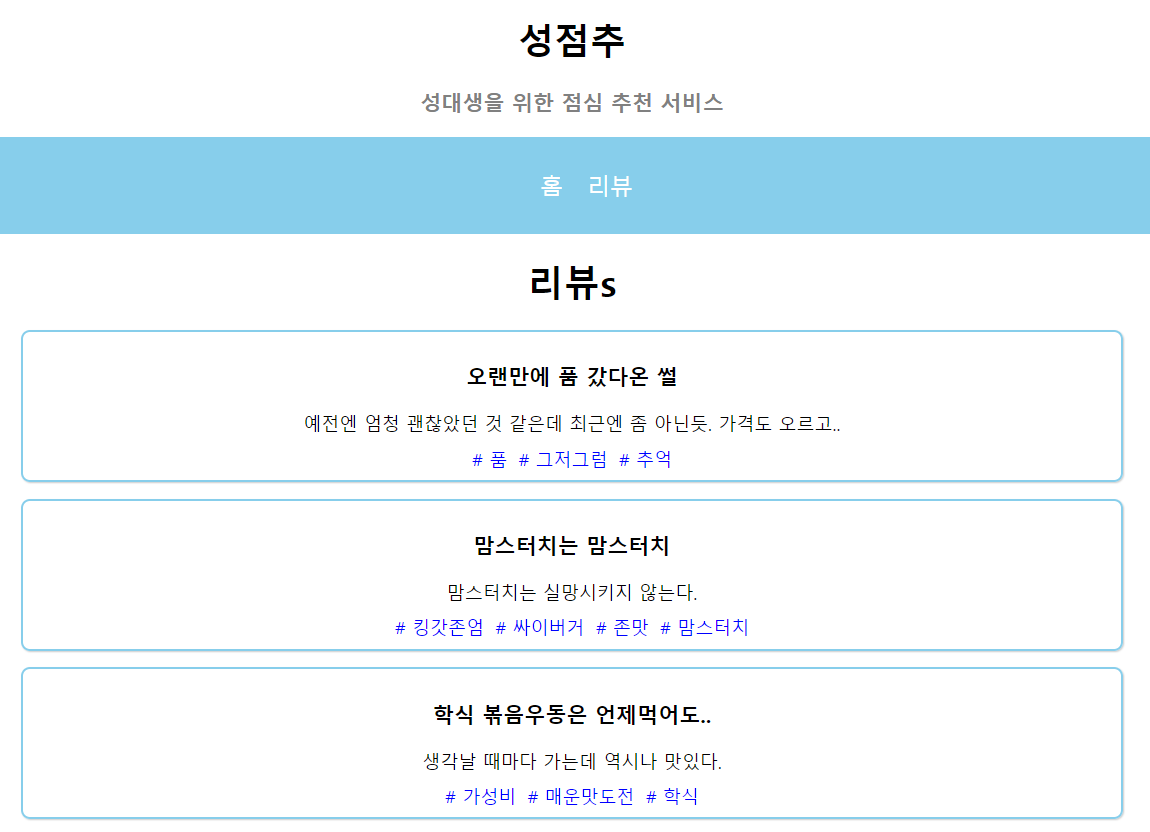 성점추
성대생을 위한 점심 추천 서비스
홈 리뷰
리뷰s
오랜만에 품 갔다온 썰
예전엔 엄청 괜찮았던 것 같은데 최근엔 좀 아닌듯. 가격도 오르고..
# 품 # 그저그럼 # 추억
맘스터치는 맘스터치
맘스터치는 실망시키지 않는다.
# 킹갓존엄 # 싸이버거 # 존맛 # 맘스터치
학식 볶음우동은 언제먹어도..
생각날 때마다 가는데 역시나 맛있다.
# 가성비 # 매운맛도전 # 학식